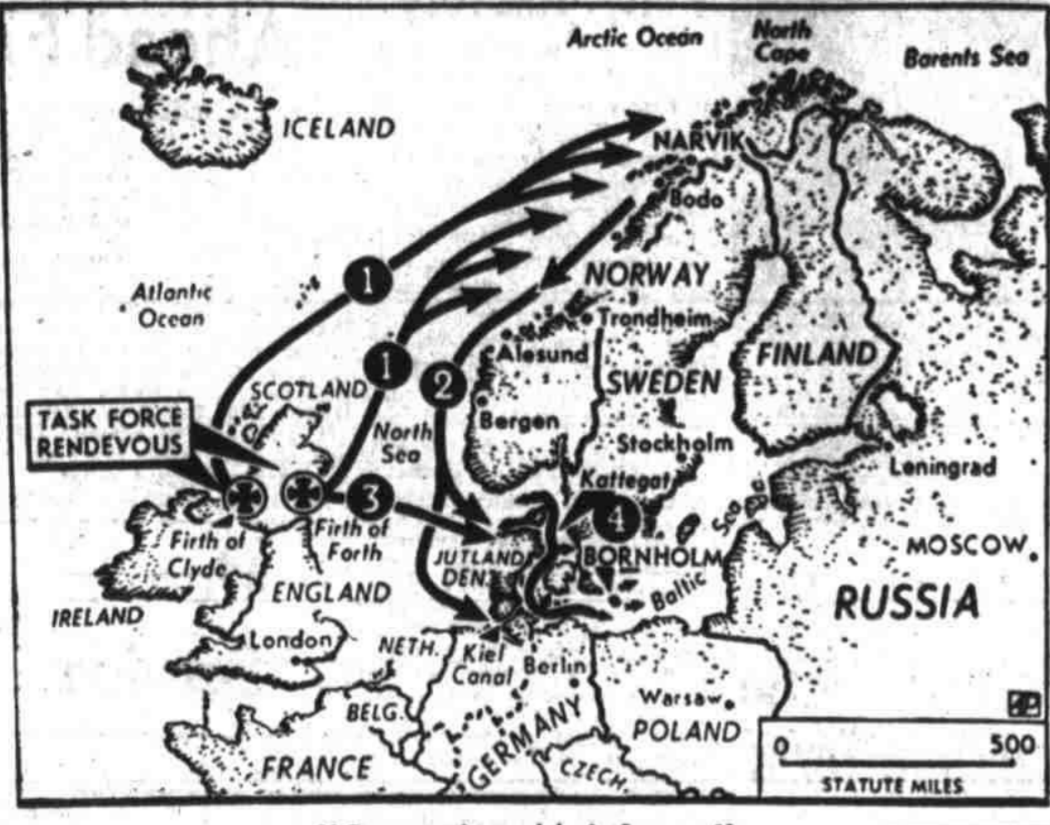 Arctic Ocean
North
Cape
Barents Sea
ICELAND
NARVIK
Bodo
1
NORWAY
Atlantic
Ocean
Trondheim
1
Alesund
FINLAND
2
SCOTLAND
SWEDEN
TASK FORCE
RENDEVOUS
Bergen
North
Sea
Stockholm
Leningrad
Kattegat
3
4
Sea
Firth of
Clyde
Firth of
Forth
JUTLAND
DEN.
BORNHOLM
MOSCOW
Baltic
ENGLAND
IRELAND
RUSSIA
London
NETH.
Kiel
Canal
Berlin
Warsaw
BELG.
GERMANY
POLAND
AP
0 500
FRANCE
CZECH.
STATUTE MILES